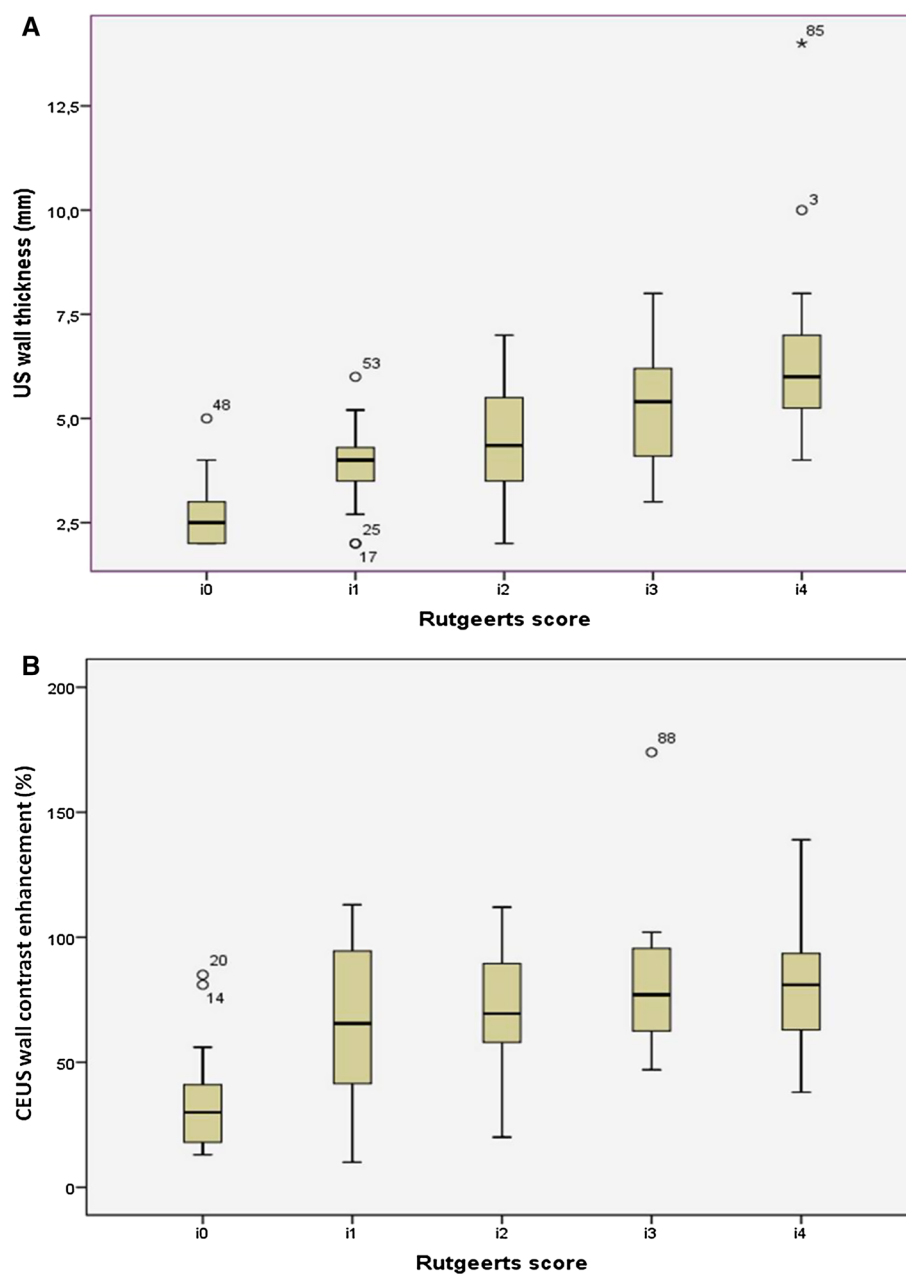 A
85
12,5
3
10,0
US wall thickness (mm)
7,5
53
48
5,0
2,5
25
17
i0 i1 i2 i3 i4
Rutgeerts score
B
200
88
150
CEUS wall contrast enhancement (%)
100
20
14
50
0
i0 i1 i2 i3 i4
Rutgeerts score